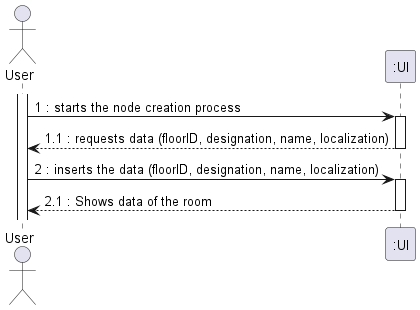 User
:UI
1 : starts the node creation process
1.1 : requests data (floorID, designation, name, localization)
2 : inserts the data (floorID, designation, name, localization)
2.1 : Shows data of the room
User
:UI